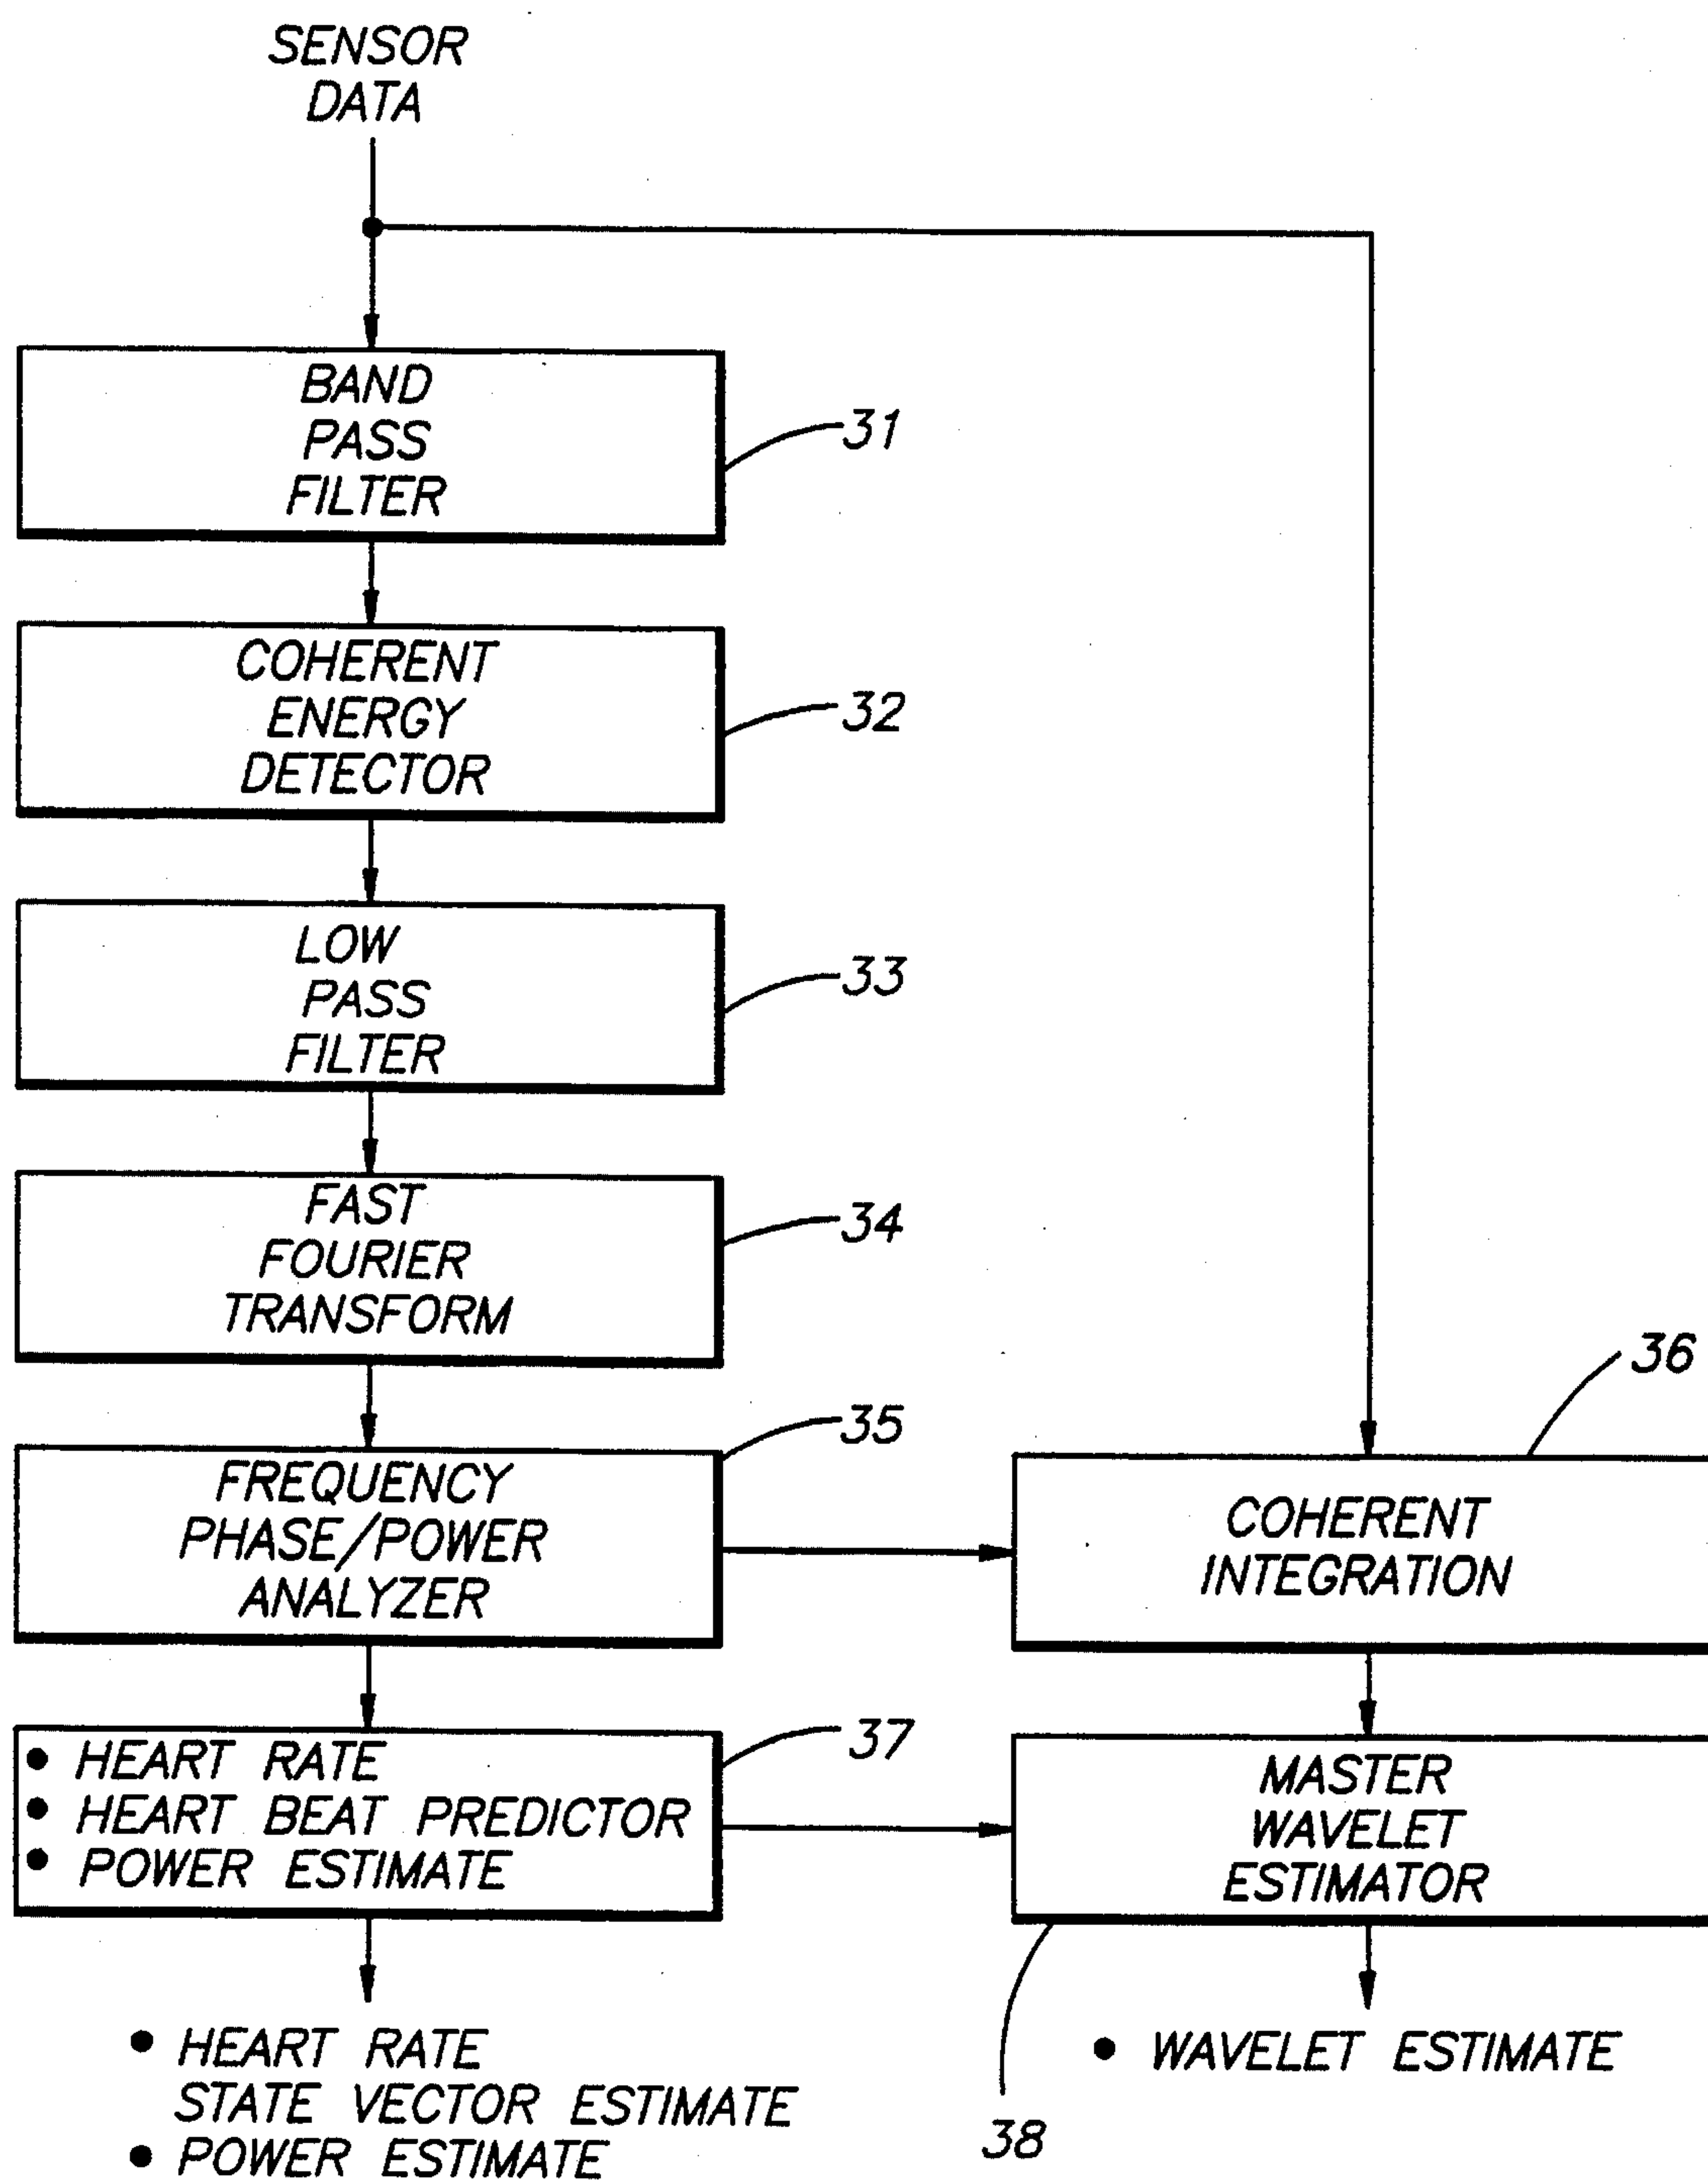 SENSOR
DATA
BAND
PASS
FILTER
31
COHERENT
ENERGY
DETECTOR
32
LOW
PASS
FILTER
33
FAST
FOURIER
TRANSFORM
34
FREQUENCY
PHASE/POWER
ANALYZER
35
COHERENT
INTEGRATION
36
• HEART RATE
• HEART BEAT PREDICTOR
• POWER ESTIMATE
37
MASTER
WAVELET
ESTIMATOR
38
• HEART RATE
STATE VECTOR ESTIMATE
• POWER ESTIMATE
• WAVELET ESTIMATE